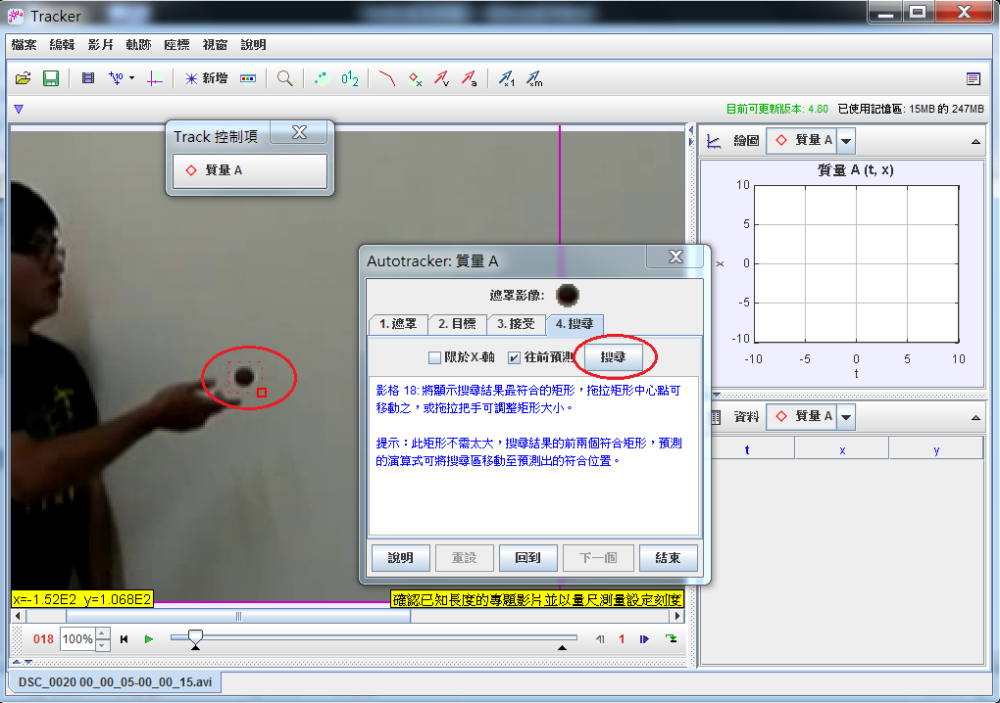 Tracker
檔案 編輯 影片 軌跡 座標 視窗 說明
新增
目前可更新版本: 4.80 已使用記憶區: 15MB 的 247MB
Track 控制項
質量 A
繪圖 質量 A
質量 A (t, x)
10
5
0
-5
-10
x
-10 -5 0 5 10
t
Autotracker: 質量 A
遮罩影像:
1.遮罩 2.目標 3.接受 4.搜尋
限於X-軸 往前預測 搜尋
影格 18: 將顯示搜尋結果最符合的矩形，拖拉矩形中心點可
移動之，或拖拉把手可調整矩形大小。
提示：此矩形不需太大，搜尋結果的前兩個符合矩形，預測
的演算式可將搜尋區移動至預測出的符合位置。
說明 重設 回到 下一個 結束
資料 質量 A
t x y
x=-1.52E2 y=1.068E2
確認已知長度的專題影片並以量尺測量設定刻度
018 100% 1
DSC_0020 00_00_05-00_00_15.avi